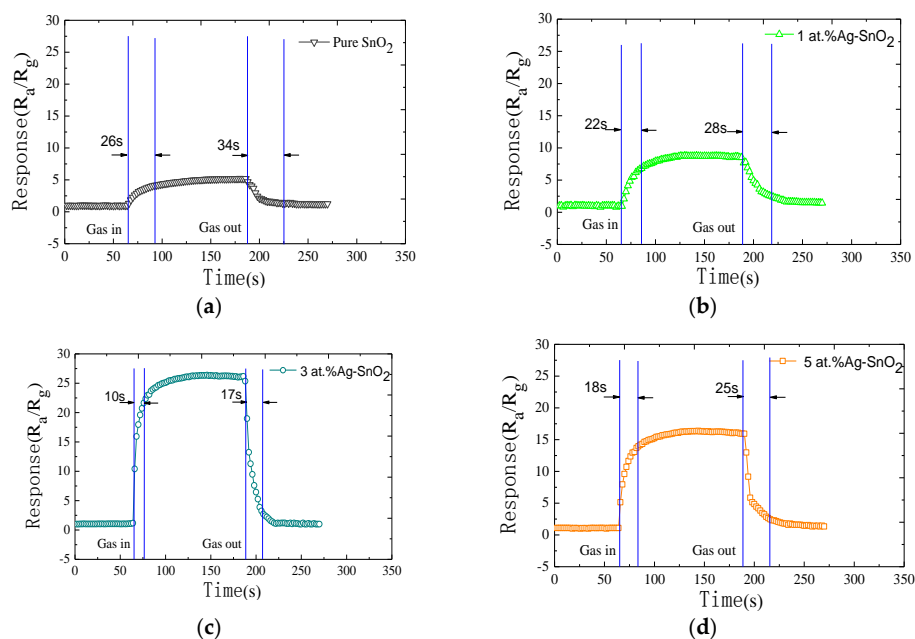 Pure SnO2
Response(Ra/Rg)
30
25
20
15
10
5
0
-5
26s
34s
Gas in
Gas out
0 50 100 150 200 250 300 350
Time(s)
(a)
1 at.%Ag-SnO2
Response(Ra/Rg)
30
25
20
15
10
5
0
-5
22s
28s
Gas in
Gas out
0 50 100 150 200 250 300 350
Time(s)
(b)
3 at.%Ag-SnO2
Response(Ra/Rg)
30
25
20
15
10
5
0
-5
10s
17s
Gas in
Gas out
0 50 100 150 200 250 300 350
Time(s)
(c)
5 at.%Ag-SnO2
Response(Ra/Rg)
30
25
20
15
10
5
0
-5
18s
25s
Gas in
Gas out
0 50 100 150 200 250 300 350
Time(s)
(d)